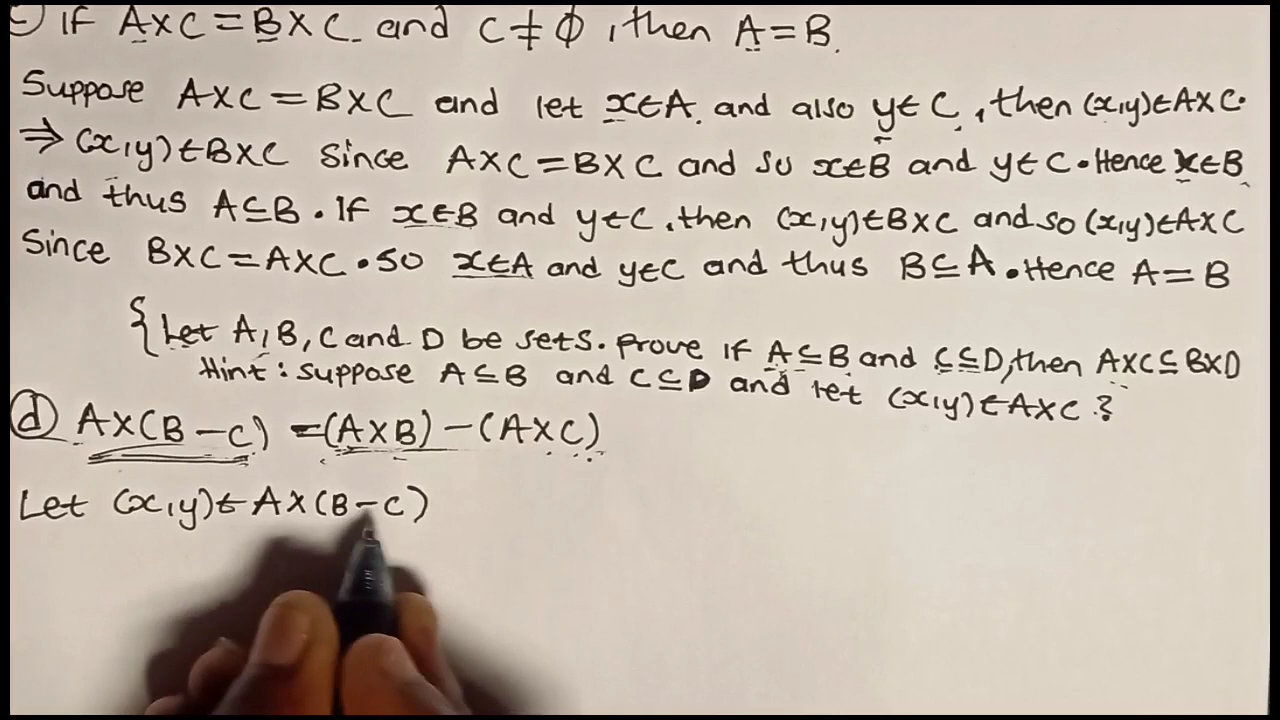 c) If A×C=B×C and C≠∅, then A=B.
Suppose A×C=B×C and let x∈A and also y∈C, then (x,y)∈A×C.
⇒(x,y)∈B×C since A×C=B×C and so x∈B and y∈C. Hence x∈B
and thus A⊆B. If x∈B and y∈C, then (x,y)∈B×C and so (x,y)∈A×C
Since B×C=A×C. So x∈A and y∈C and thus B⊆A. Hence A=B
{Let A,B,C and D be sets. Prove if A⊆B and C⊆D, then A×C⊆B×D
Hint: suppose A⊆B and C⊆D and let (x,y)∈A×C}
(d) A×(B-C) =(A×B)-(A×C)
Let (x,y)∈A×(B-C)